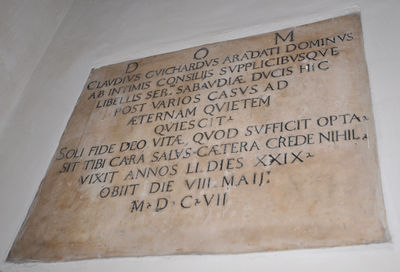 D O M
CLAVDIVS GVICHARDVS ARADATI DOMINVS
AB INTIMIS CONSILIIS SVPPLICIBVSQVE
LIBELLIS SER. SABAVDIÆ DVCIS HIC
POST VARIOS CASVS AD
ÆTERNAM QVIETEM
QVIESCIT
SOLI FIDE DEO VITÆ, QVOD SVFFICIT OPTA
SIT TIBI CARA SALVS CÆTERA CREDE NIHIL
VIXIT ANNOS LI. DIES XXIX
OBIIT DIE VIII MAII
M D C VII